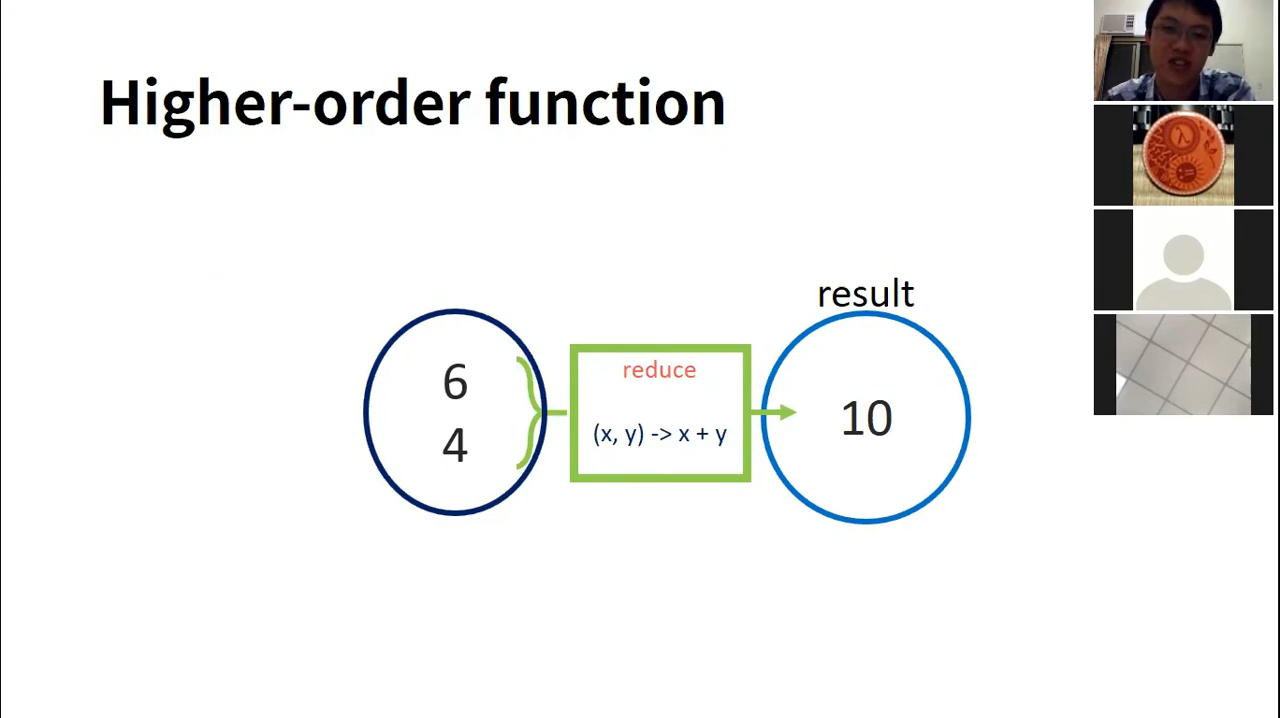 Higher-order function
result
6
4
reduce
(x, y) -> x + y
10
λ